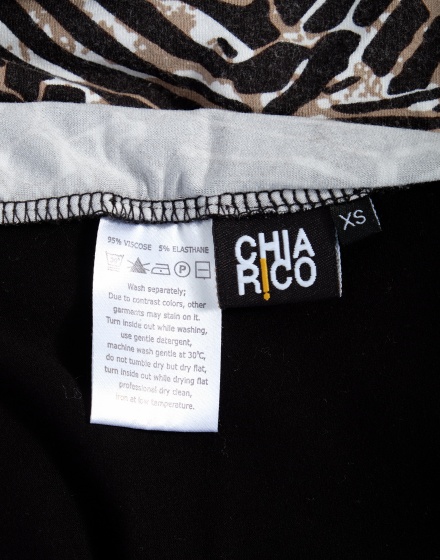 95% VISCOSE 5% ELASTHANE
Wash separately;
Due to contrast colors, other
garments may stain on it.
Turn inside out while washing,
use gentle detergent,
machine wash gentle at 30°C,
do not tumble dry but dry flat,
turn inside out while drying flat
professional dry clean,
iron at low temperature.
CHIA
RICO
XS